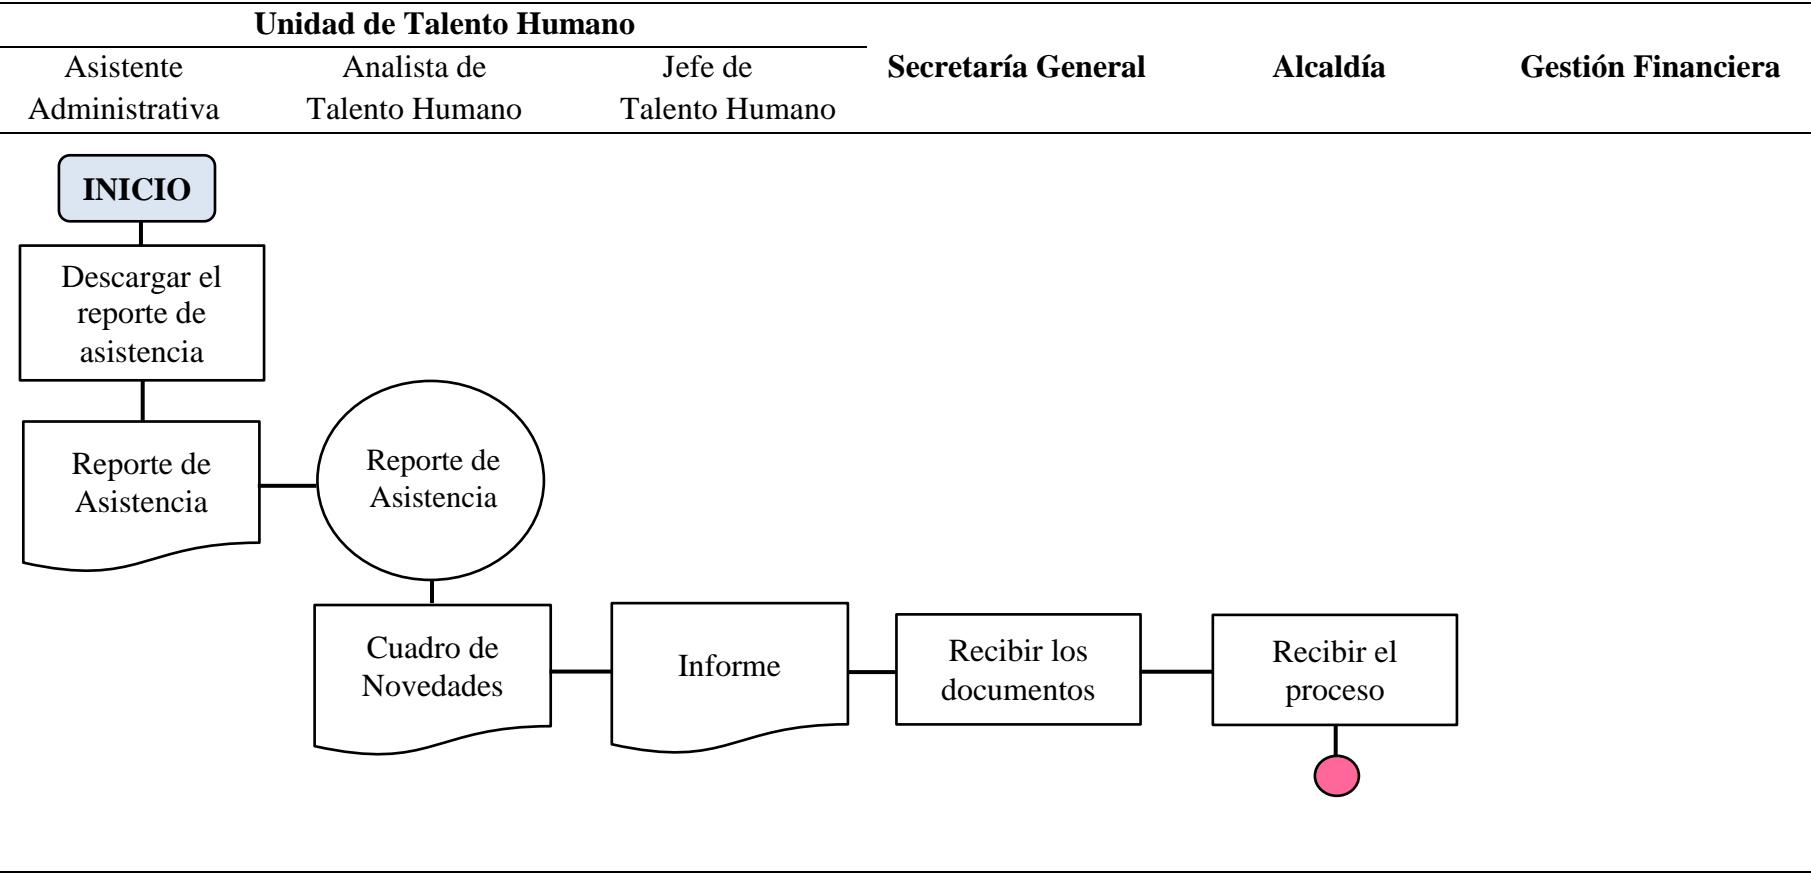 Unidad de Talento Humano
Asistente
Administrativa
Analista de
Talento Humano
Jefe de
Talento Humano
Secretaría General
Alcaldía
Gestión Financiera
INICIO
Descargar el
reporte de
asistencia
Reporte de
Asistencia
Reporte de
Asistencia
Cuadro de
Novedades
Informe
Recibir los
documentos
Recibir el
proceso